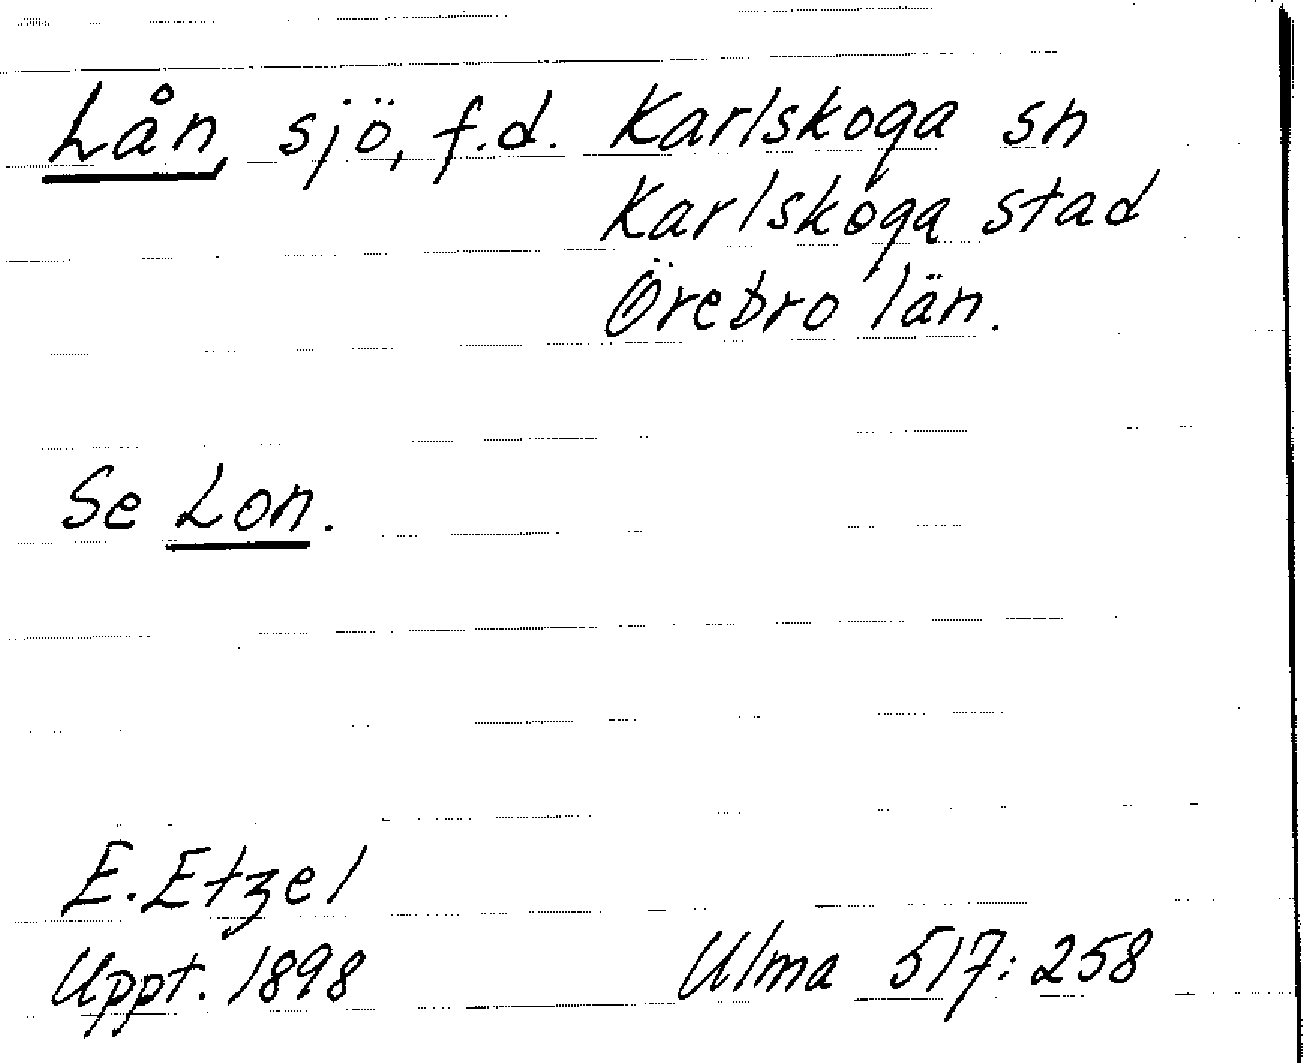 Lån, sjö, f.d. Karlskoga sn
Karlskoga stad
Örebro län.
Se Lon.
E. Etzel
Uppt. 1898 Ulma 517:258